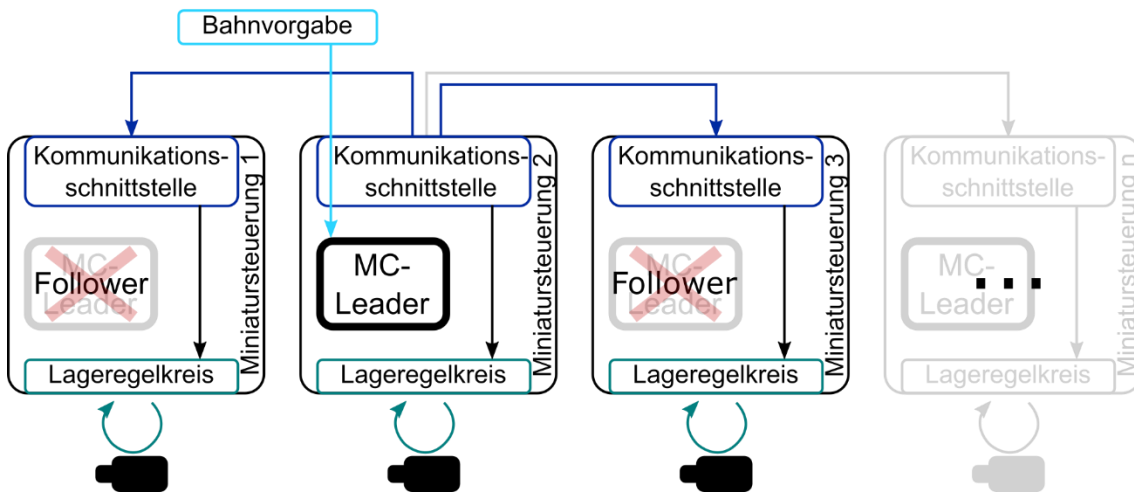 Bahnvorgabe
Kommunikations-
schnittstelle
MC-
Leader
Follower
Lageregelkreis
Miniatursteuerung 1
Kommunikations-
schnittstelle
MC-
Leader
Lageregelkreis
Miniatursteuerung 2
Kommunikations-
schnittstelle
MC-
Leader
Follower
Lageregelkreis
Miniatursteuerung 3
Kommunikations-
schnittstelle
MC-
Leader
...
Lageregelkreis
Miniatursteuerung n